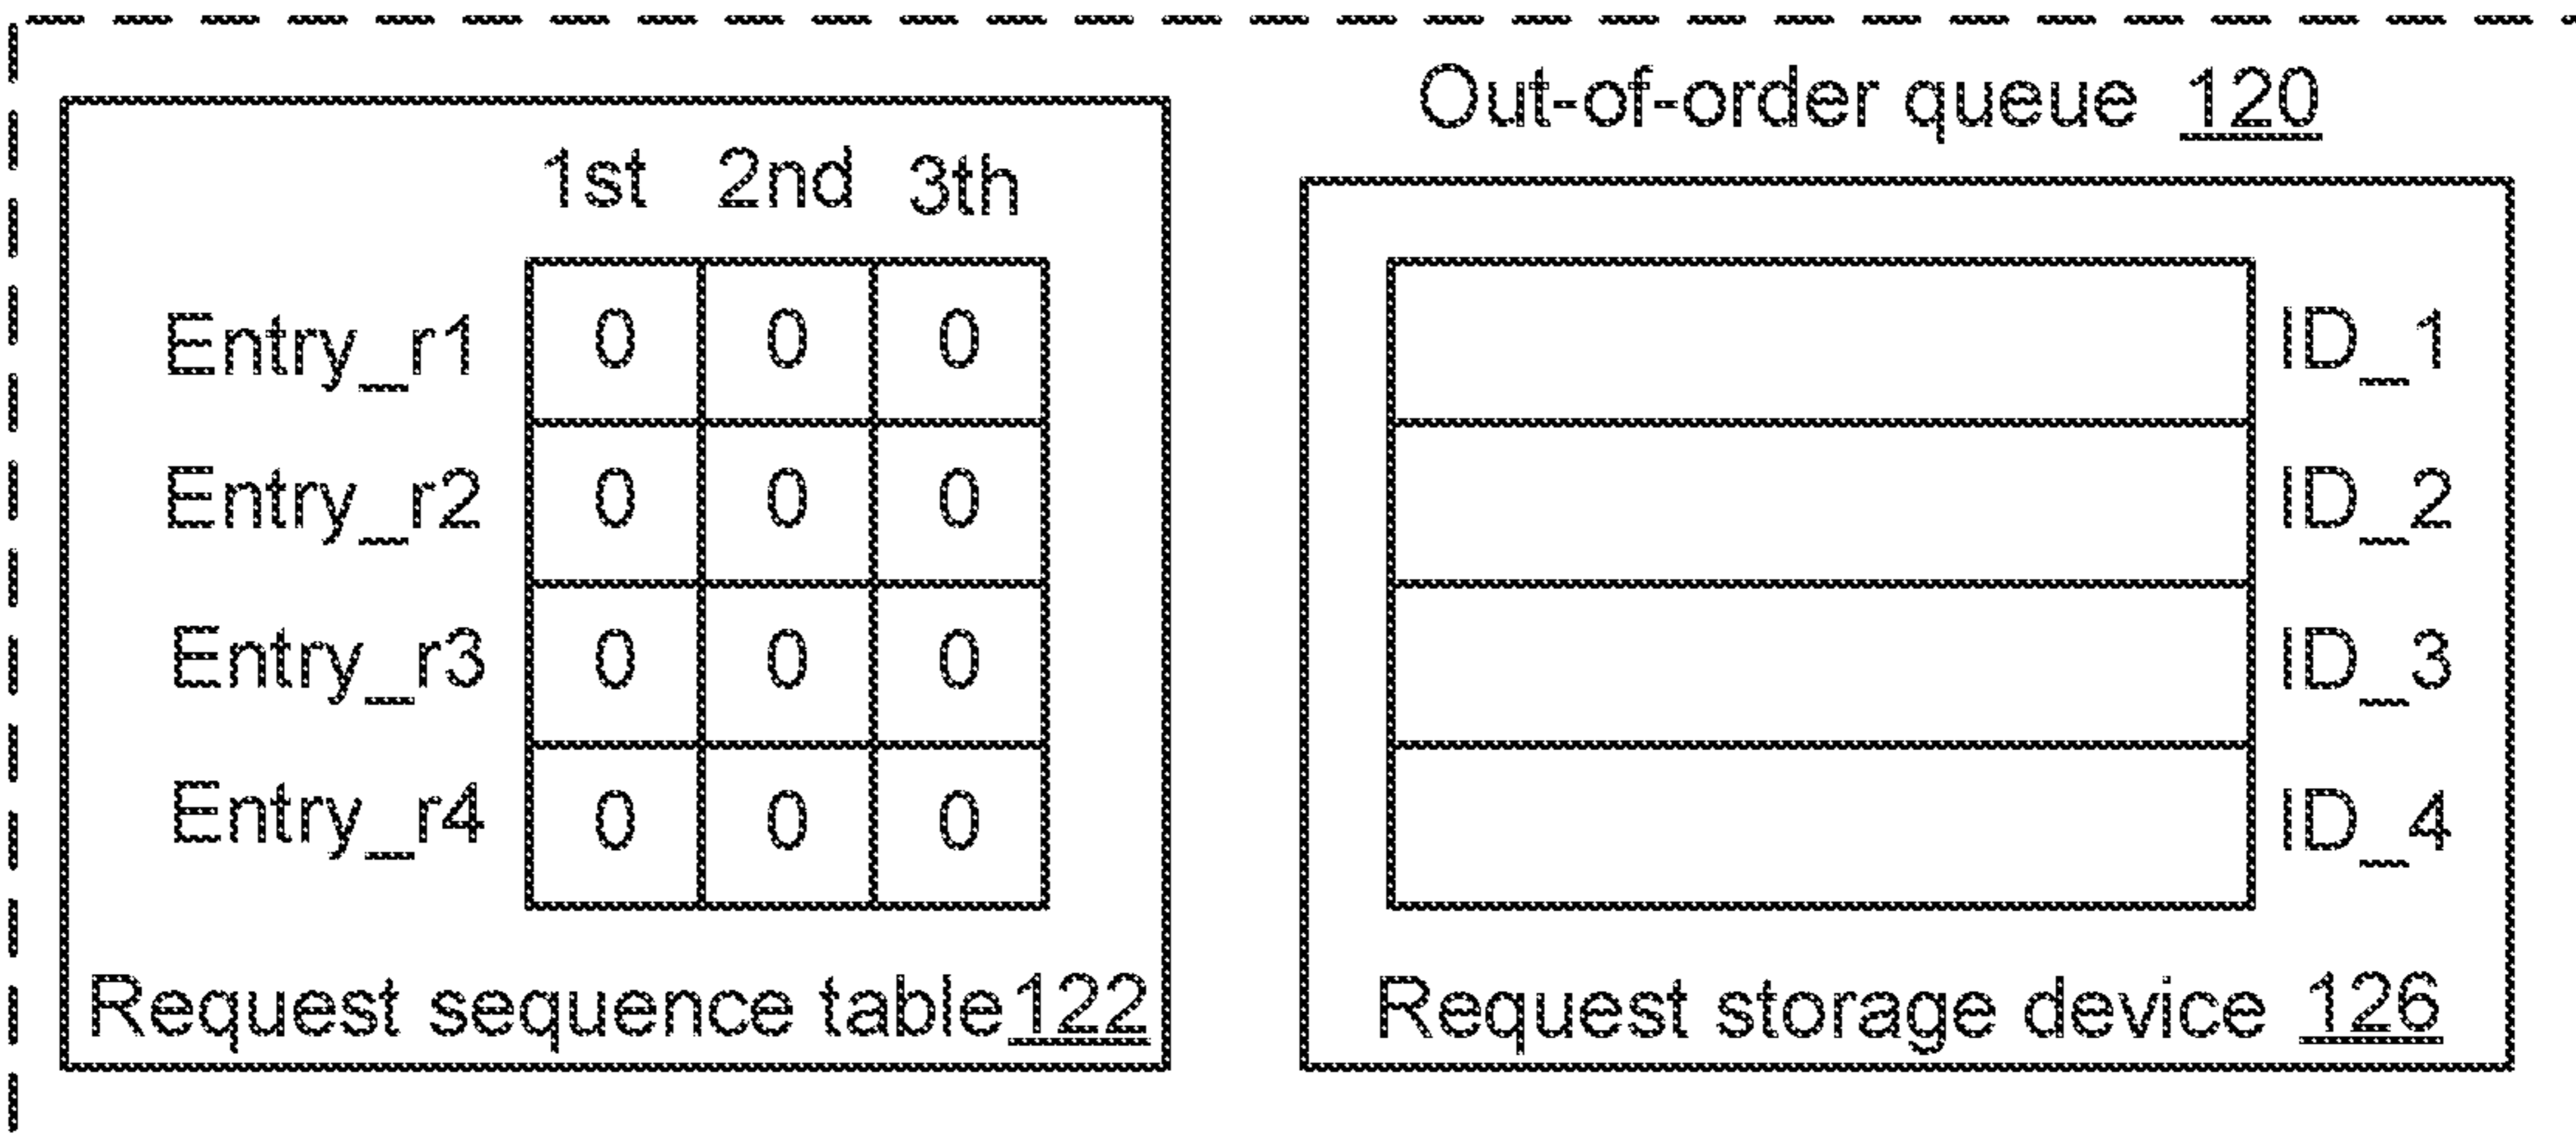 Out-of-order queue 120
1st 2nd 3th
Entry_r1 0 0 0 ID_1
Entry_r2 0 0 0 ID_2
Entry_r3 0 0 0 ID_3
Entry_r4 0 0 0 ID_4
Request sequence table 122
Request storage device 126